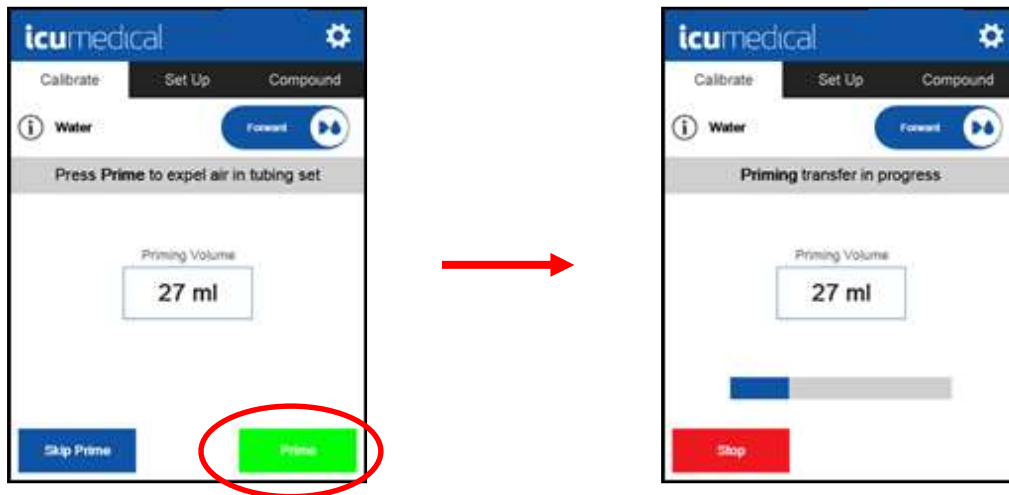 icumedical
Calibrate Set Up Compound
Water Forward
Press Prime to expel air in tubing set
Priming Volume
27 ml
Skip Prime Prime
icumedical
Calibrate Set Up Compound
Water Forward
Priming transfer in progress
Priming Volume
27 ml
Stop